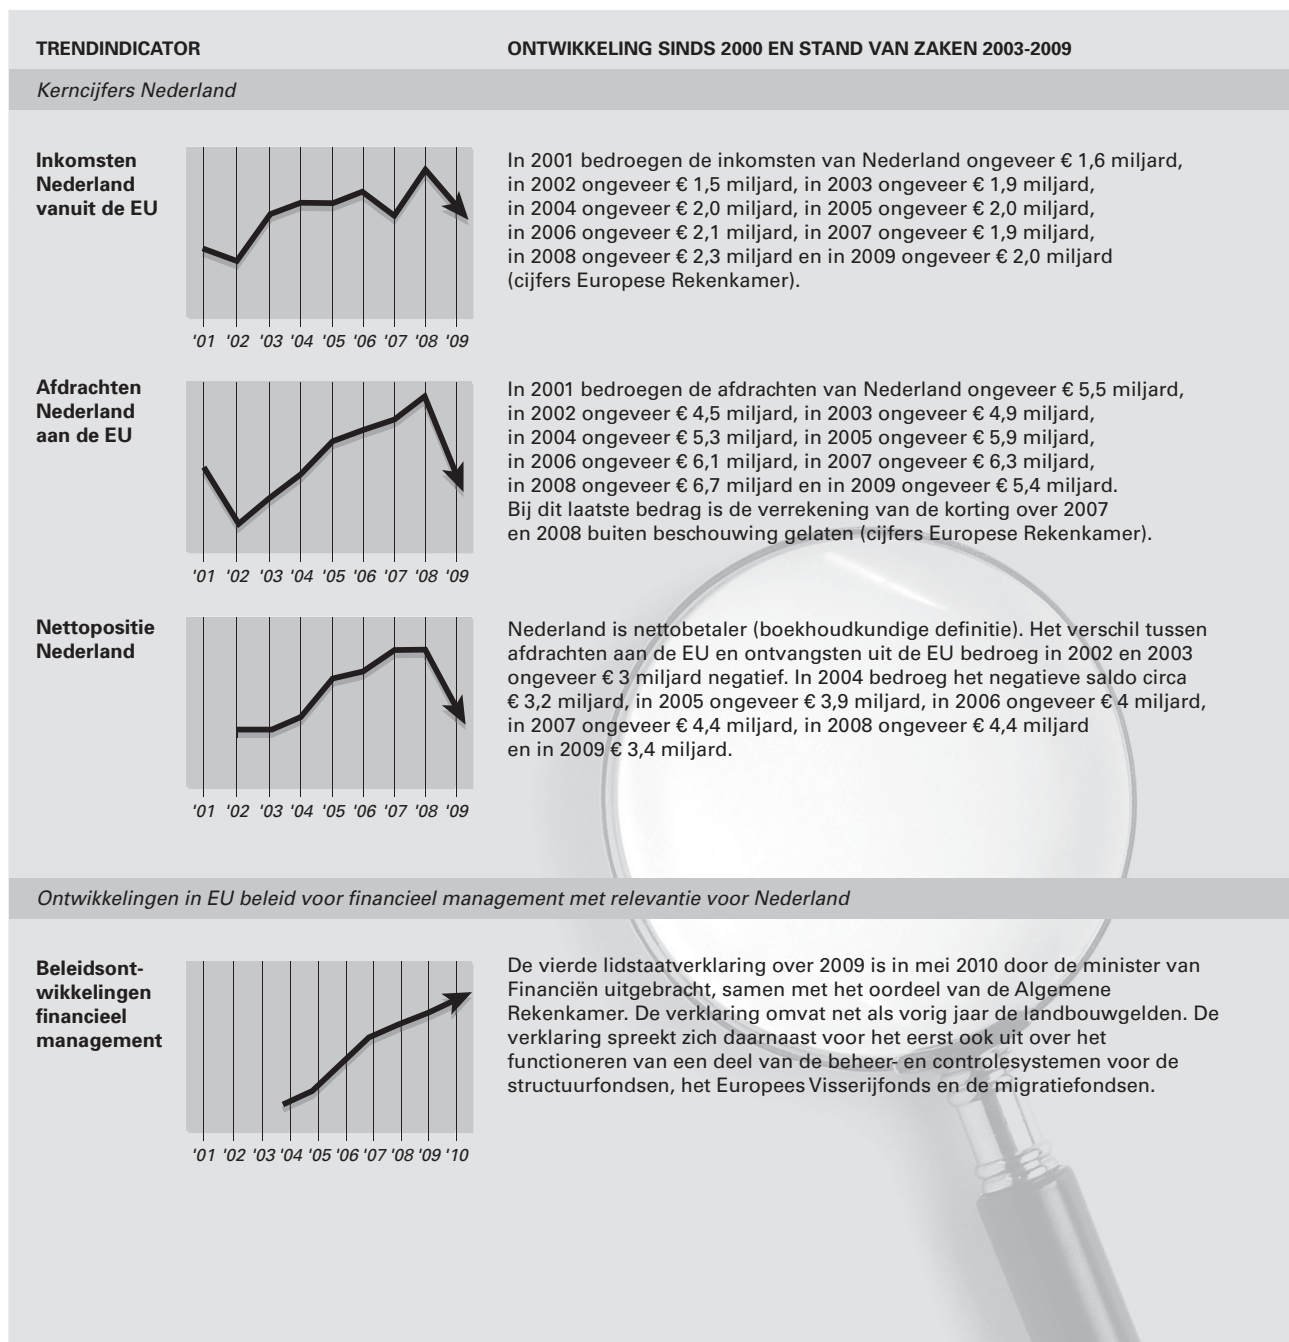 TRENDINDICATOR
ONTWIKKELING SINDS 2000 EN STAND VAN ZAKEN 2003-2009
Kerncijfers Nederland
Inkomsten
Nederland
vanuit de EU
'01 '02 '03 '04 '05 '06 '07 '08 '09
In 2001 bedroegen de inkomsten van Nederland ongeveer € 1,6 miljard,
in 2002 ongeveer € 1,5 miljard, in 2003 ongeveer € 1,9 miljard,
in 2004 ongeveer € 2,0 miljard, in 2005 ongeveer € 2,0 miljard,
in 2006 ongeveer € 2,1 miljard, in 2007 ongeveer € 1,9 miljard,
in 2008 ongeveer € 2,3 miljard en in 2009 ongeveer € 2,0 miljard
(cijfers Europese Rekenkamer).
Afdrachten
Nederland
aan de EU
'01 '02 '03 '04 '05 '06 '07 '08 '09
In 2001 bedroegen de afdrachten van Nederland ongeveer € 5,5 miljard,
in 2002 ongeveer € 4,5 miljard, in 2003 ongeveer € 4,9 miljard,
in 2004 ongeveer € 5,3 miljard, in 2005 ongeveer € 5,9 miljard,
in 2006 ongeveer € 6,1 miljard, in 2007 ongeveer € 6,3 miljard,
in 2008 ongeveer € 6,7 miljard en in 2009 ongeveer € 5,4 miljard.
Bij dit laatste bedrag is de verrekening van de korting over 2007
en 2008 buiten beschouwing gelaten (cijfers Europese Rekenkamer).
Nettopositie
Nederland
'01 '02 '03 '04 '05 '06 '07 '08 '09
Nederland is nettobetaler (boekhoudkundige definitie). Het verschil tussen
afdrachten aan de EU en ontvangsten uit de EU bedroeg in 2002 en 2003
ongeveer € 3 miljard negatief. In 2004 bedroeg het negatieve saldo circa
€ 3,2 miljard, in 2005 ongeveer € 3,9 miljard, in 2006 ongeveer € 4 miljard,
in 2007 ongeveer € 4,4 miljard, in 2008 ongeveer € 4,4 miljard
en in 2009 € 3,4 miljard.
Ontwikkelingen in EU beleid voor financieel management met relevantie voor Nederland
Beleidsont-
wikkelingen
financieel
management
'01 '02 '03 '04 '05 '06 '07 '08 '09 '10
De vierde lidstaatverklaring over 2009 is in mei 2010 door de minister van
Financiën uitgebracht, samen met het oordeel van de Algemene
Rekenkamer. De verklaring omvat net als vorig jaar de landbouwgelden. De
verklaring spreekt zich daarnaast voor het eerst ook uit over het
functioneren van een deel van de beheer- en controlesystemen voor de
structuurfondsen, het Europees Visserijfonds en de migratiefondsen.